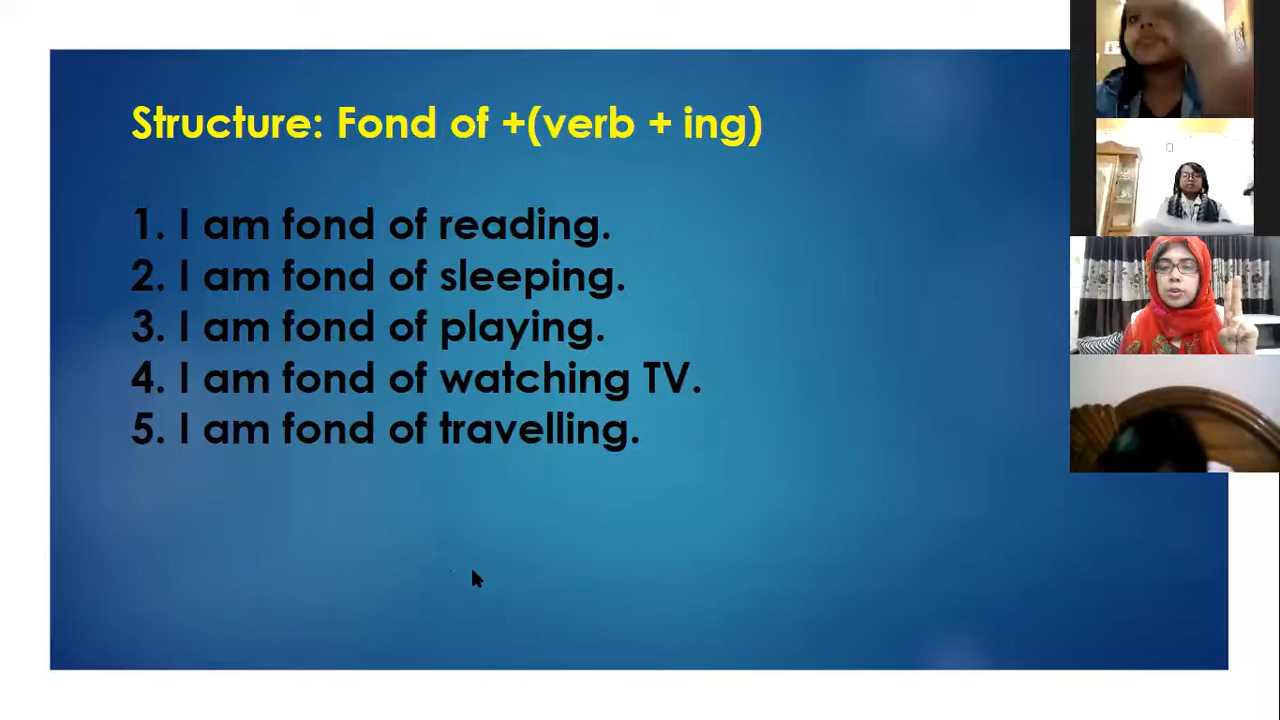 Structure: Fond of +(verb + ing)
1. I am fond of reading.
2. I am fond of sleeping.
3. I am fond of playing.
4. I am fond of watching TV.
5. I am fond of travelling.